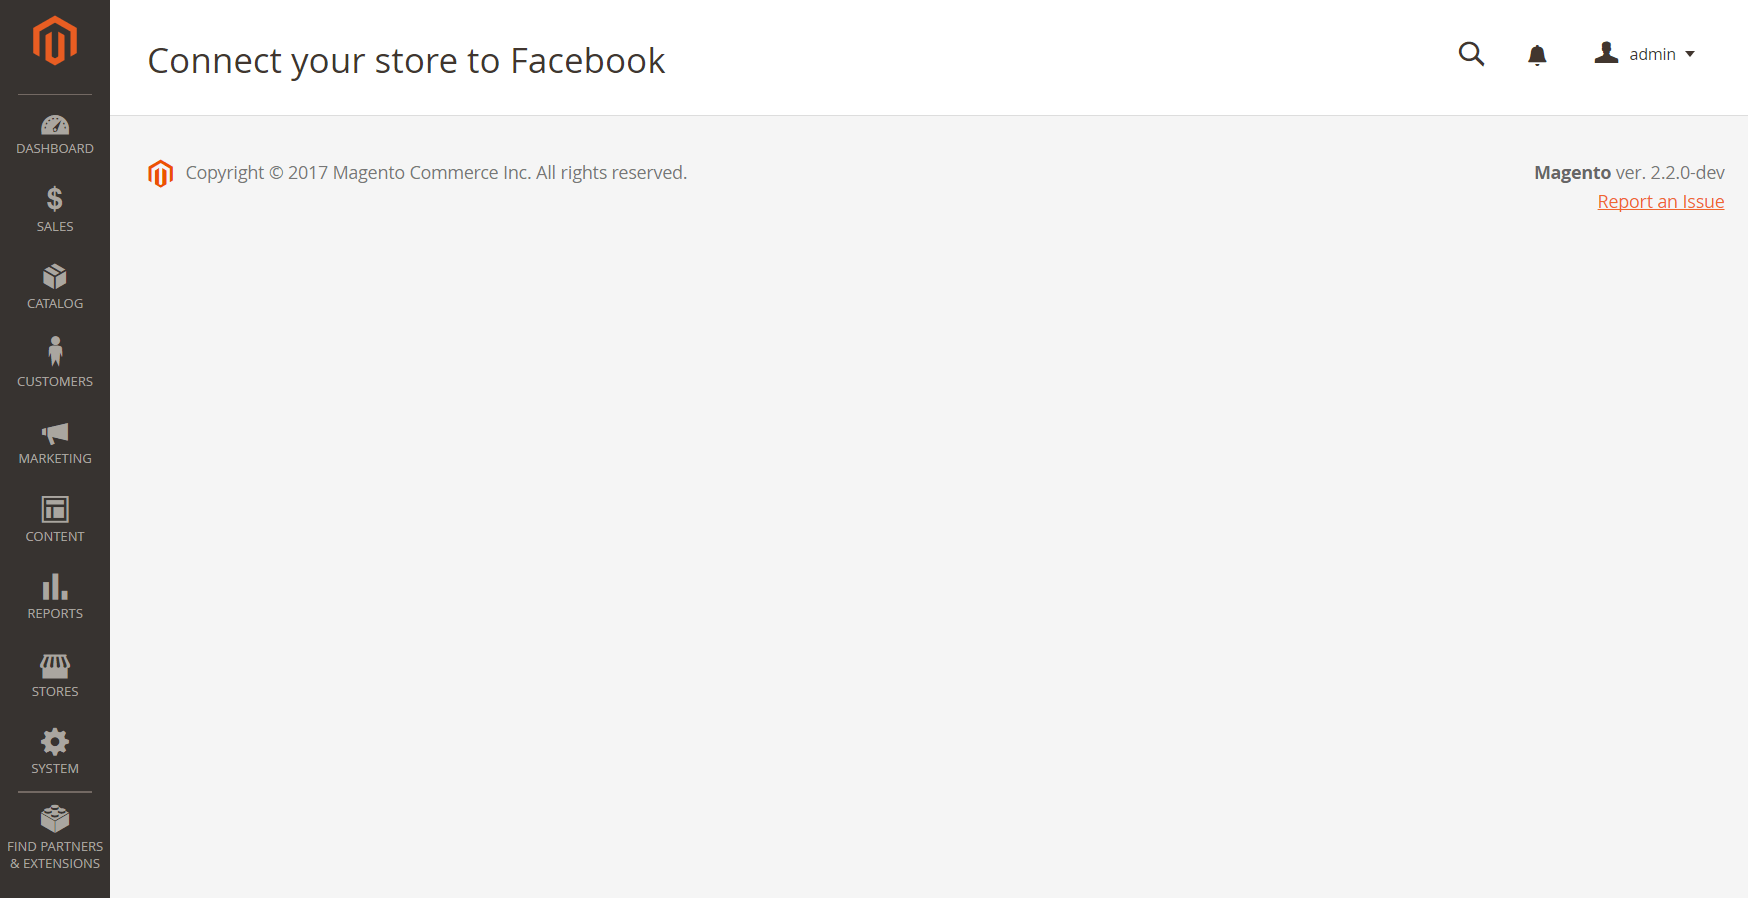 Connect your store to Facebook
admin
DASHBOARD
SALES
CATALOG
CUSTOMERS
MARKETING
CONTENT
REPORTS
STORES
SYSTEM
FIND PARTNERS
& EXTENSIONS
Copyright © 2017 Magento Commerce Inc. All rights reserved.
Magento ver. 2.2.0-dev
Report an Issue